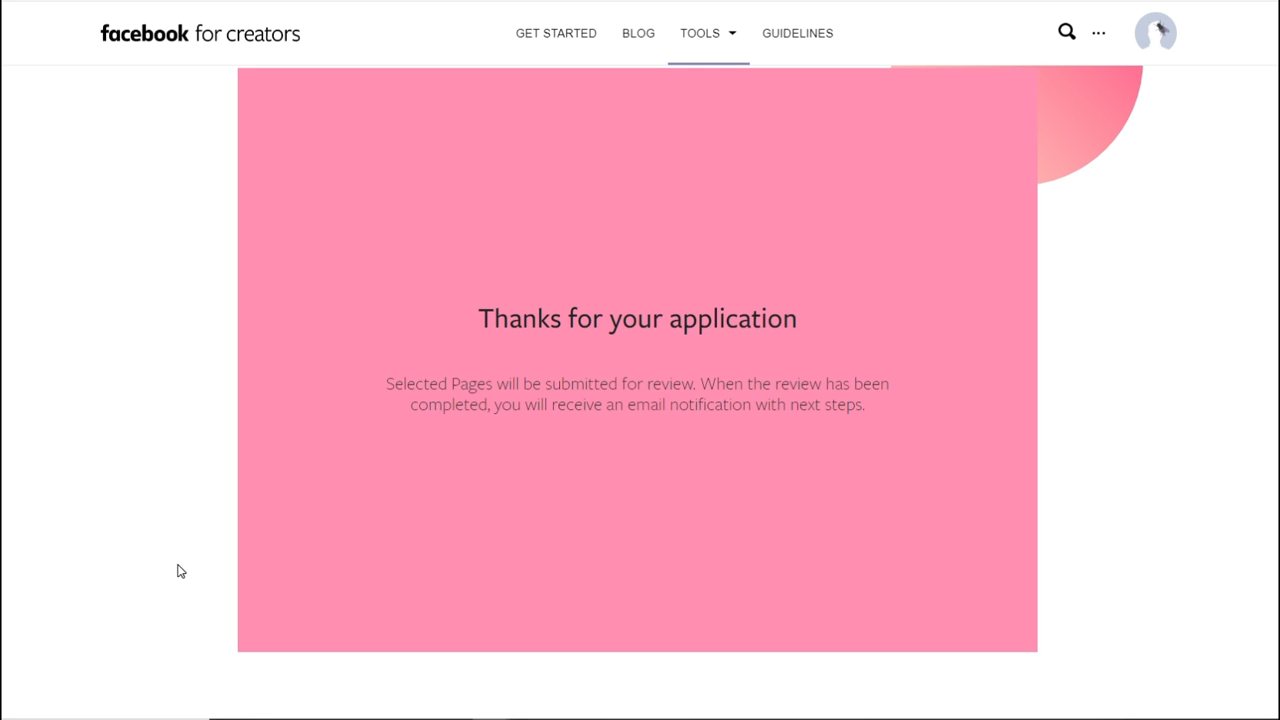 facebook for creators
GET STARTED
BLOG
TOOLS
GUIDELINES
Thanks for your application
Selected Pages will be submitted for review. When the review has been
completed, you will receive an email notification with next steps.